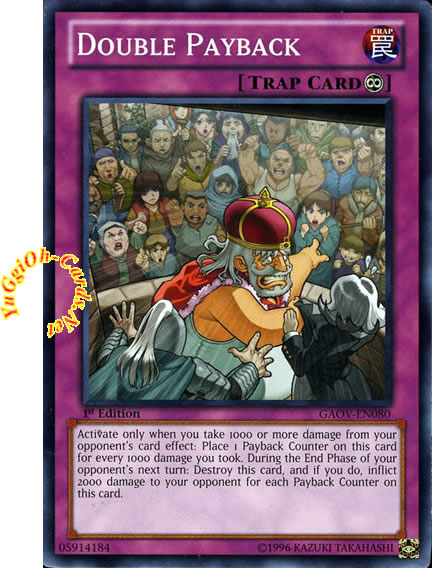 DOUBLE PAYBACK
TRAP
罠
[TRAP CARD]
YuGgiOh-Cards.Net
1st Edition
GAOV-EN080
Activate only when you take 1000 or more damage from your
opponent's card effect: Place 1 Payback Counter on this card
for every 1000 damage you took. During the End Phase of your
opponent's next turn: Destroy this card, and if you do, inflict
2000 damage to your opponent for each Payback Counter on
this card.
05914184
©1996 KAZUKI TAKAHASHI